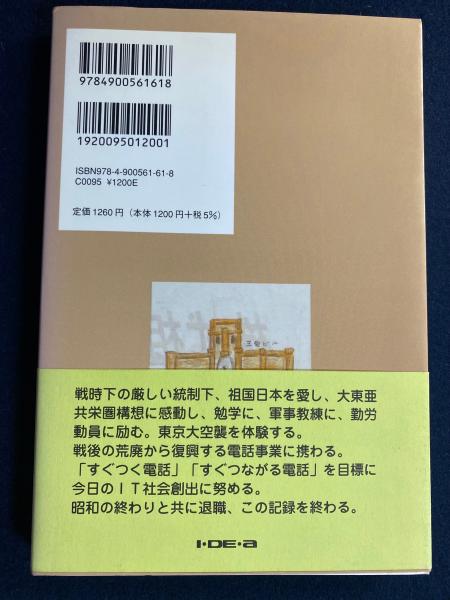 9784900561618
1920095012001
ISBN978-4-900561-61-8
C0095 ¥1200E
定価1260円（本体1200円＋税5％）
戦時下の厳しい統制下、祖国日本を愛し、大東亜
共栄圏構想に感動し、勉学に、軍事教練に、勤労
動員に励む。東京大空襲を体験する。
戦後の荒廃から復興する電話事業に携わる。
「すぐつく電話」「すぐつながる電話」を目標に
今日のＩＴ社会創出に努める。
昭和の終わりと共に退職、この記録を終わる。
I・DE・a